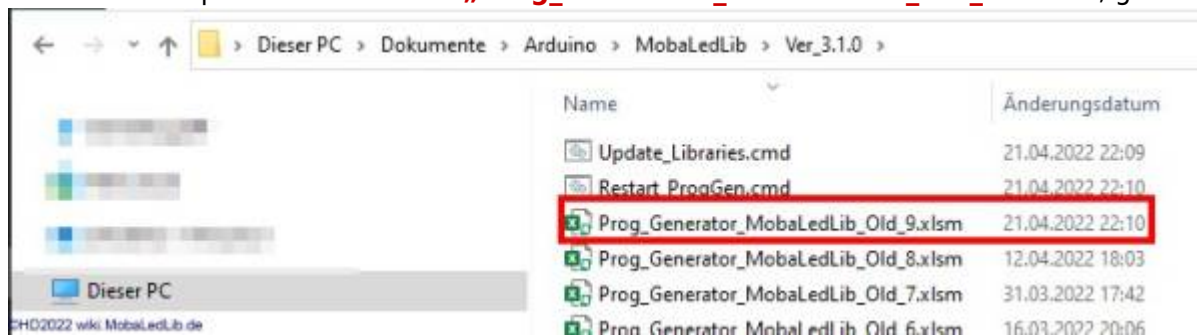 Dieser PC > Dokumente > Arduino > MobaLedLib > Ver_3.1.0 >
Name Änderungsdatum
Update_Libraries.cmd 21.04.2022 22:09
Restart_ProgGen.cmd 21.04.2022 22:10
Prog_Generator_MobaLedLib_Old_9.xlsm 21.04.2022 22:10
Prog_Generator_MobaLedLib_Old_8.xlsm 12.04.2022 18:03
Dieser PC
Prog_Generator_MobaLedLib_Old_7.xlsm 31.03.2022 17:42
HD2022 wiki.MobaLedLib.de
Prog_Generator_MobaLedLib_Old_6.xlsm 16.03.2022 20:06